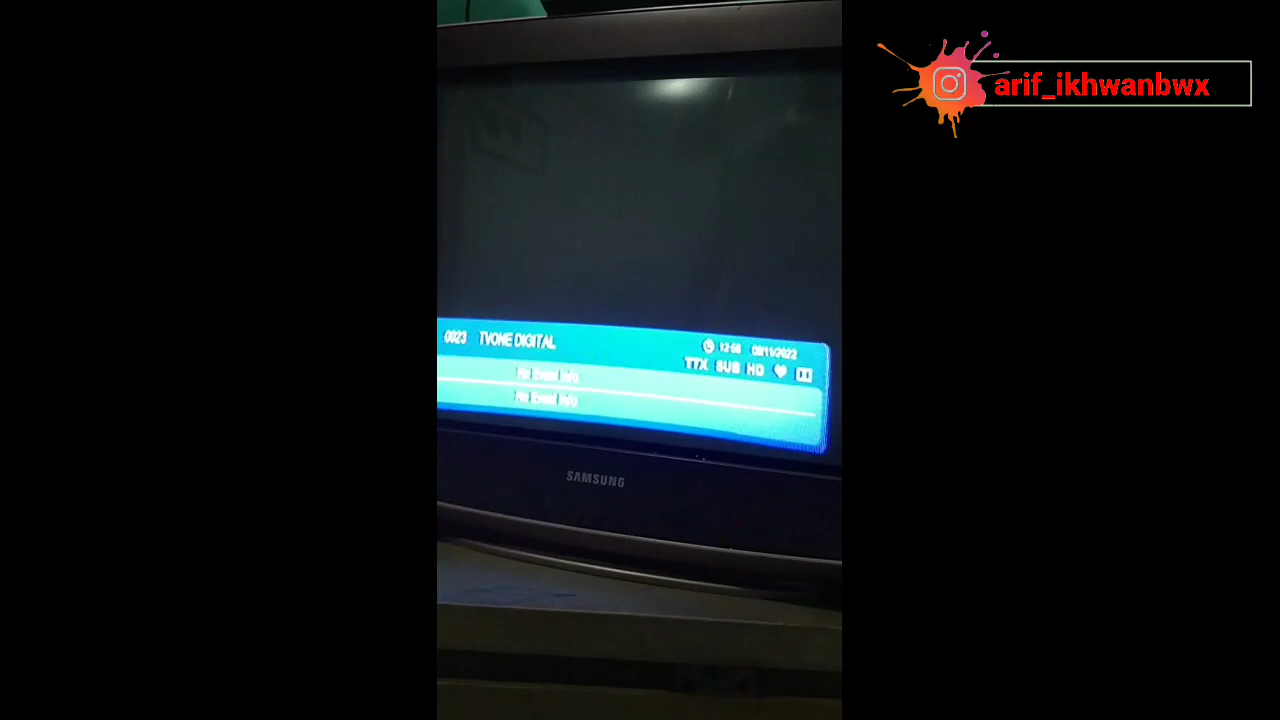 arif_ikhwanbwx
0023 TVONE DIGITAL
TTX SUB HD
No Event Info
No Event Info
SAMSUNG